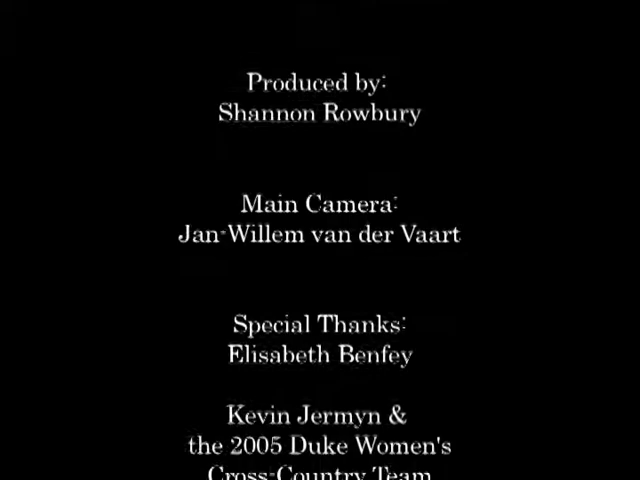 Produced by:
Shannon Rowbury
Main Camera:
Jan-Willem van der Vaart
Special Thanks:
Elisabeth Benfey
Kevin Jermyn &
the 2005 Duke Women's
Cross-Country Team